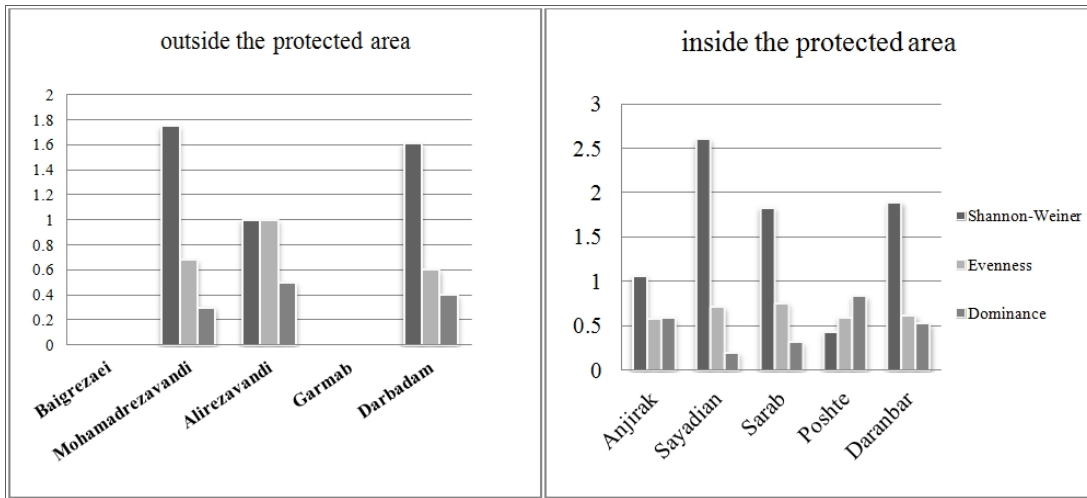 outside the protected area
2
1.8
1.6
1.4
1.2
1
0.8
0.6
0.4
0.2
0
Baigrezaei
Mohamadrezavandi
Alirezavandi
Garmab
Darbadam
inside the protected area
3
2.5
2
1.5
1
0.5
0
Anjirak
Sayadian
Sarab
Poshte
Daranbar
Shannon-Weiner
Evenness
Dominance